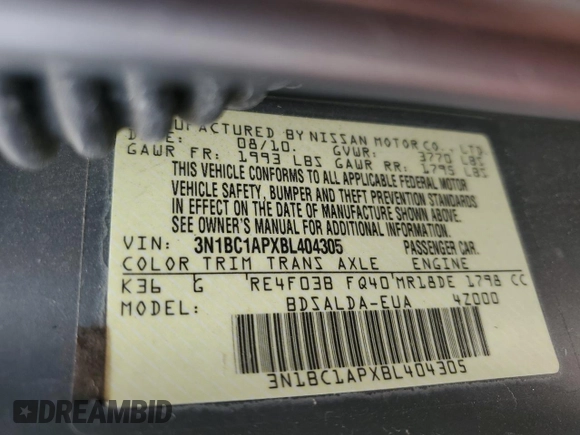 MANUFACTURED BY NISSAN MOTOR CO., LTD.
DATE: 08/10. GVWR: 3770 LBS
GAWR FR: 1993 LBS GAWR RR: 1795 LBS
THIS VEHICLE CONFORMS TO ALL APPLICABLE FEDERAL MOTOR
VEHICLE SAFETY, BUMPER AND THEFT PREVENTION STANDARDS
IN EFFECT ON THE DATE OF MANUFACTURE SHOWN ABOVE.
SEE OWNER'S MANUAL FOR ADDITIONAL INFORMATION.
VIN: 3N1BC1APXBL404305 PASSENGER CAR.
COLOR TRIM TRANS AXLE ENGINE
K36 G RE4F03B FQ40 MR18DE 1798 CC
BDSALDA-EUA 4Z000
3N1BC1APXBL404305
DREAMBID